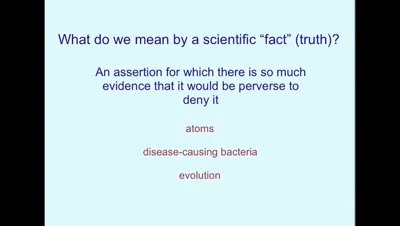 What do we mean by a scientific “fact” (truth)?
An assertion for which there is so much
evidence that it would be perverse to
deny it
atoms
disease-causing bacteria
evolution